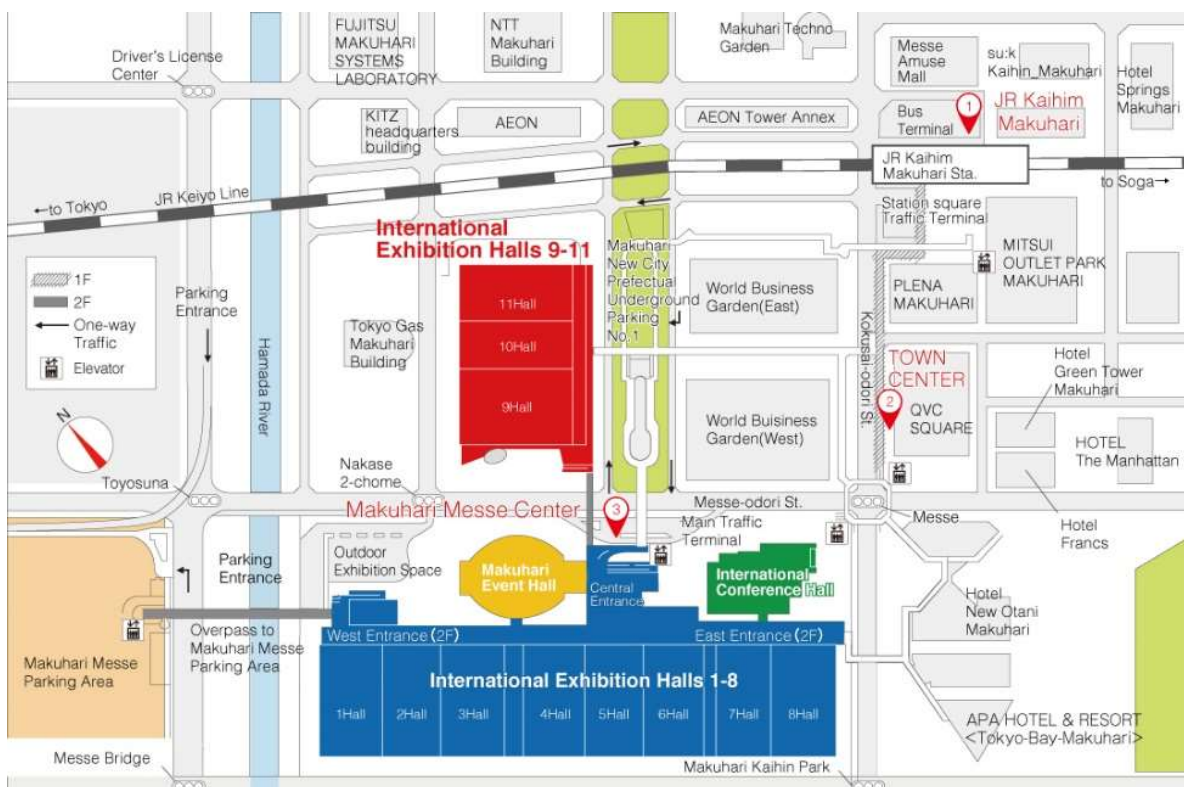 FUJITSU
MAKUHARI
SYSTEMS
LABORATORY
NTT
Makuhari
Building
Makuhari Techno
Garden
Messe
Amuse
Mall
su:k
Kaihin_Makuhari
Hotel
Springs
Makuhari
Driver's License
Center
KITZ
headquarters
building
AEON
AEON Tower Annex
Bus
Terminal
1
JR Kaihim
Makuhari
JR Kaihim
Makuhari Sta.
to Soga→
←to Tokyo
JR Keiyo Line
Station square
Traffic Terminal
International
Exhibition Halls 9-11
Makuhari
New City
Prefectual
Underground
Parking
No.1
MITSUI
OUTLET PARK
MAKUHARI
1F
2F
One-way
Traffic
Elevator
Parking
Entrance
Hamada River
Tokyo Gas
Makuhari
Building
11Hall
10Hall
9Hall
World Business
Garden(East)
PLENA
MAKUHARI
Kokusai-odori St.
TOWN
CENTER
2
QVC
SQUARE
Hotel
Green Tower
Makuhari
World Buisiness
Garden(West)
HOTEL
The Manhattan
N
Toyosuna
Nakase
2-chome
Makuhari Messe Center
3
Messe-odori St.
Main Traffic
Terminal
Messe
Hotel
Francs
Parking
Entrance
Outdoor
Exhibition Space
Makuhari
Event Hall
Central
Entrance
International
Conference Hall
Hotel
New Otani
Makuhari
Overpass to
Makuhari Messe
Parking Area
Makuhari Messe
Parking Area
West Entrance (2F)
East Entrance (2F)
International Exhibition Halls 1-8
1Hall
2Hall
3Hall
4Hall
5Hall
6Hall
7Hall
8Hall
APA HOTEL & RESORT
<Tokyo-Bay-Makuhari>
Messe Bridge
Makuhari Kaihin Park